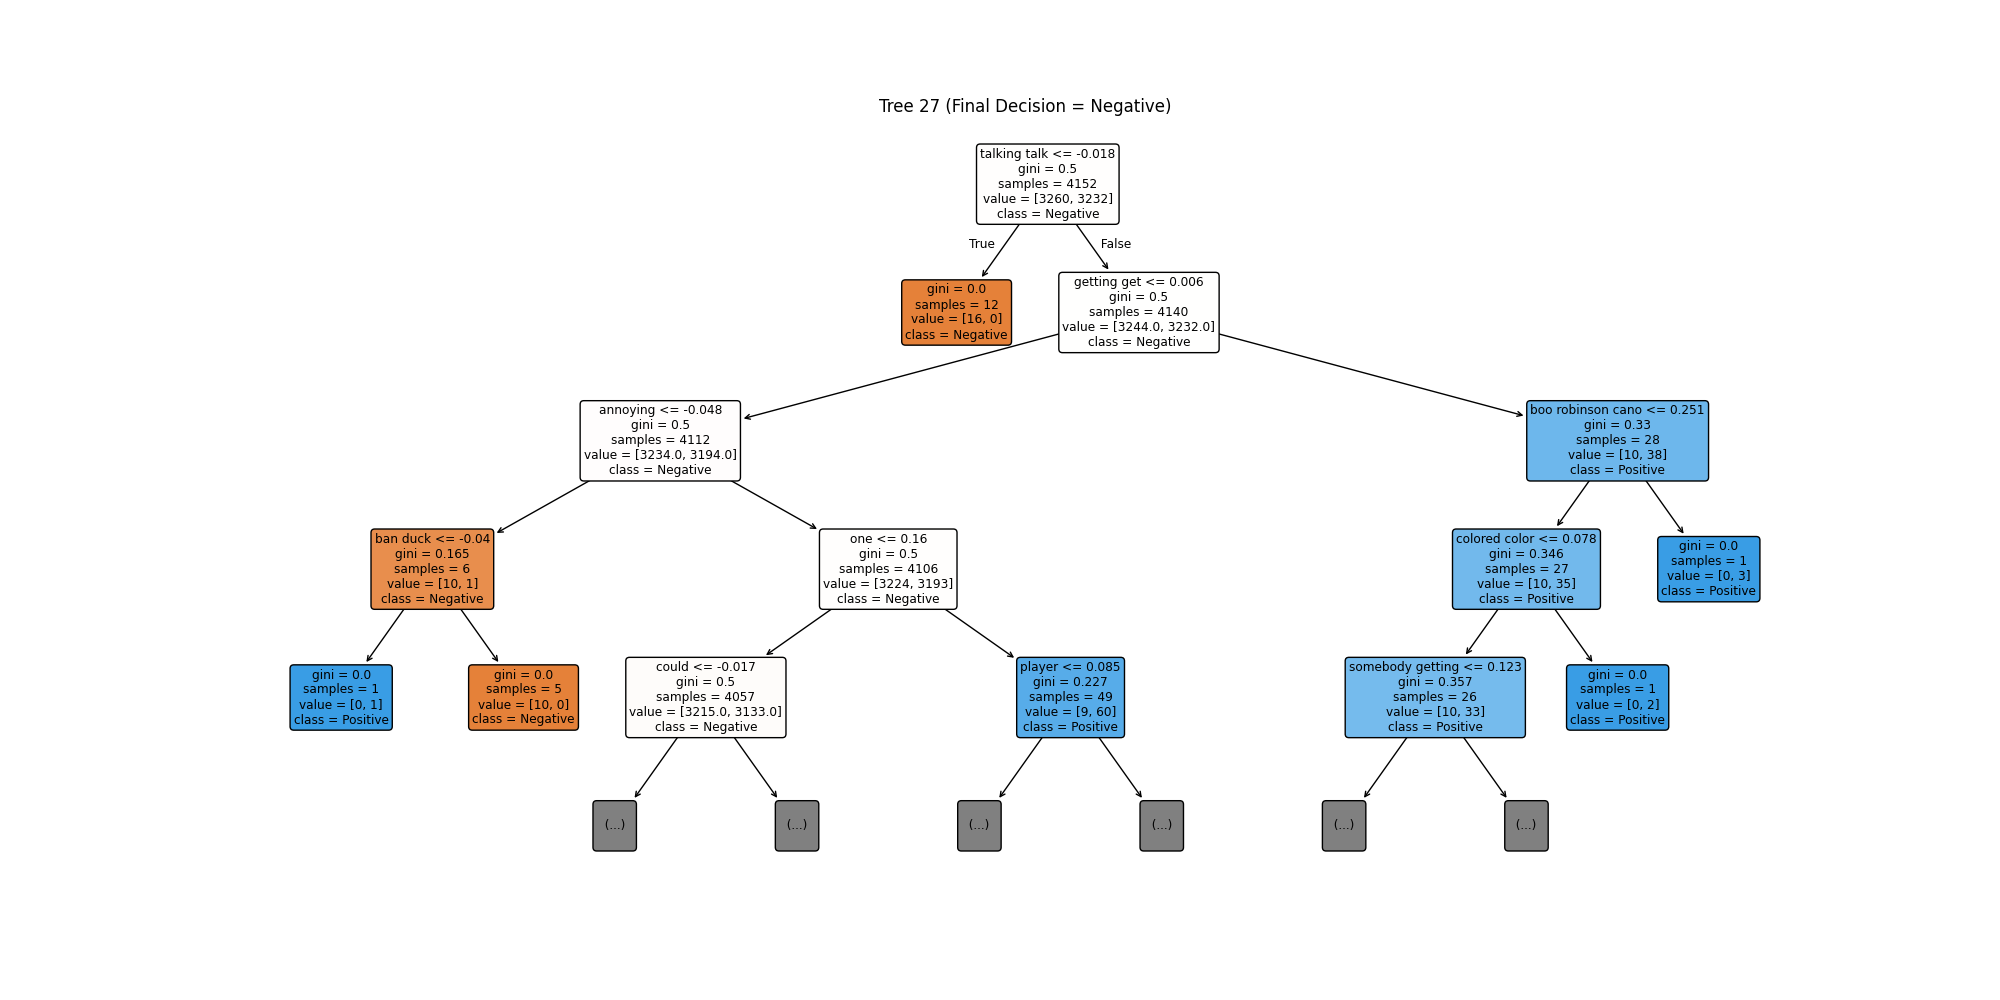 Tree 27 (Final Decision = Negative)
talking talk <= -0.018
gini = 0.5
samples = 4152
value = [3260, 3232]
class = Negative
True
False
gini = 0.0
samples = 12
value = [16, 0]
class = Negative
getting get <= 0.006
gini = 0.5
samples = 4140
value = [3244.0, 3232.0]
class = Negative
annoying <= -0.048
gini = 0.5
samples = 4112
value = [3234.0, 3194.0]
class = Negative
boo robinson cano <= 0.251
gini = 0.33
samples = 28
value = [10, 38]
class = Positive
ban duck <= -0.04
gini = 0.165
samples = 6
value = [10, 1]
class = Negative
one <= 0.16
gini = 0.5
samples = 4106
value = [3224, 3193]
class = Negative
colored color <= 0.078
gini = 0.346
samples = 27
value = [10, 35]
class = Positive
gini = 0.0
samples = 1
value = [0, 3]
class = Positive
gini = 0.0
samples = 1
value = [0, 1]
class = Positive
gini = 0.0
samples = 5
value = [10, 0]
class = Negative
could <= -0.017
gini = 0.5
samples = 4057
value = [3215.0, 3133.0]
class = Negative
player <= 0.085
gini = 0.227
samples = 49
value = [9, 60]
class = Positive
somebody getting <= 0.123
gini = 0.357
samples = 26
value = [10, 33]
class = Positive
gini = 0.0
samples = 1
value = [0, 2]
class = Positive
(...)
(...)
(...)
(...)
(...)
(...)